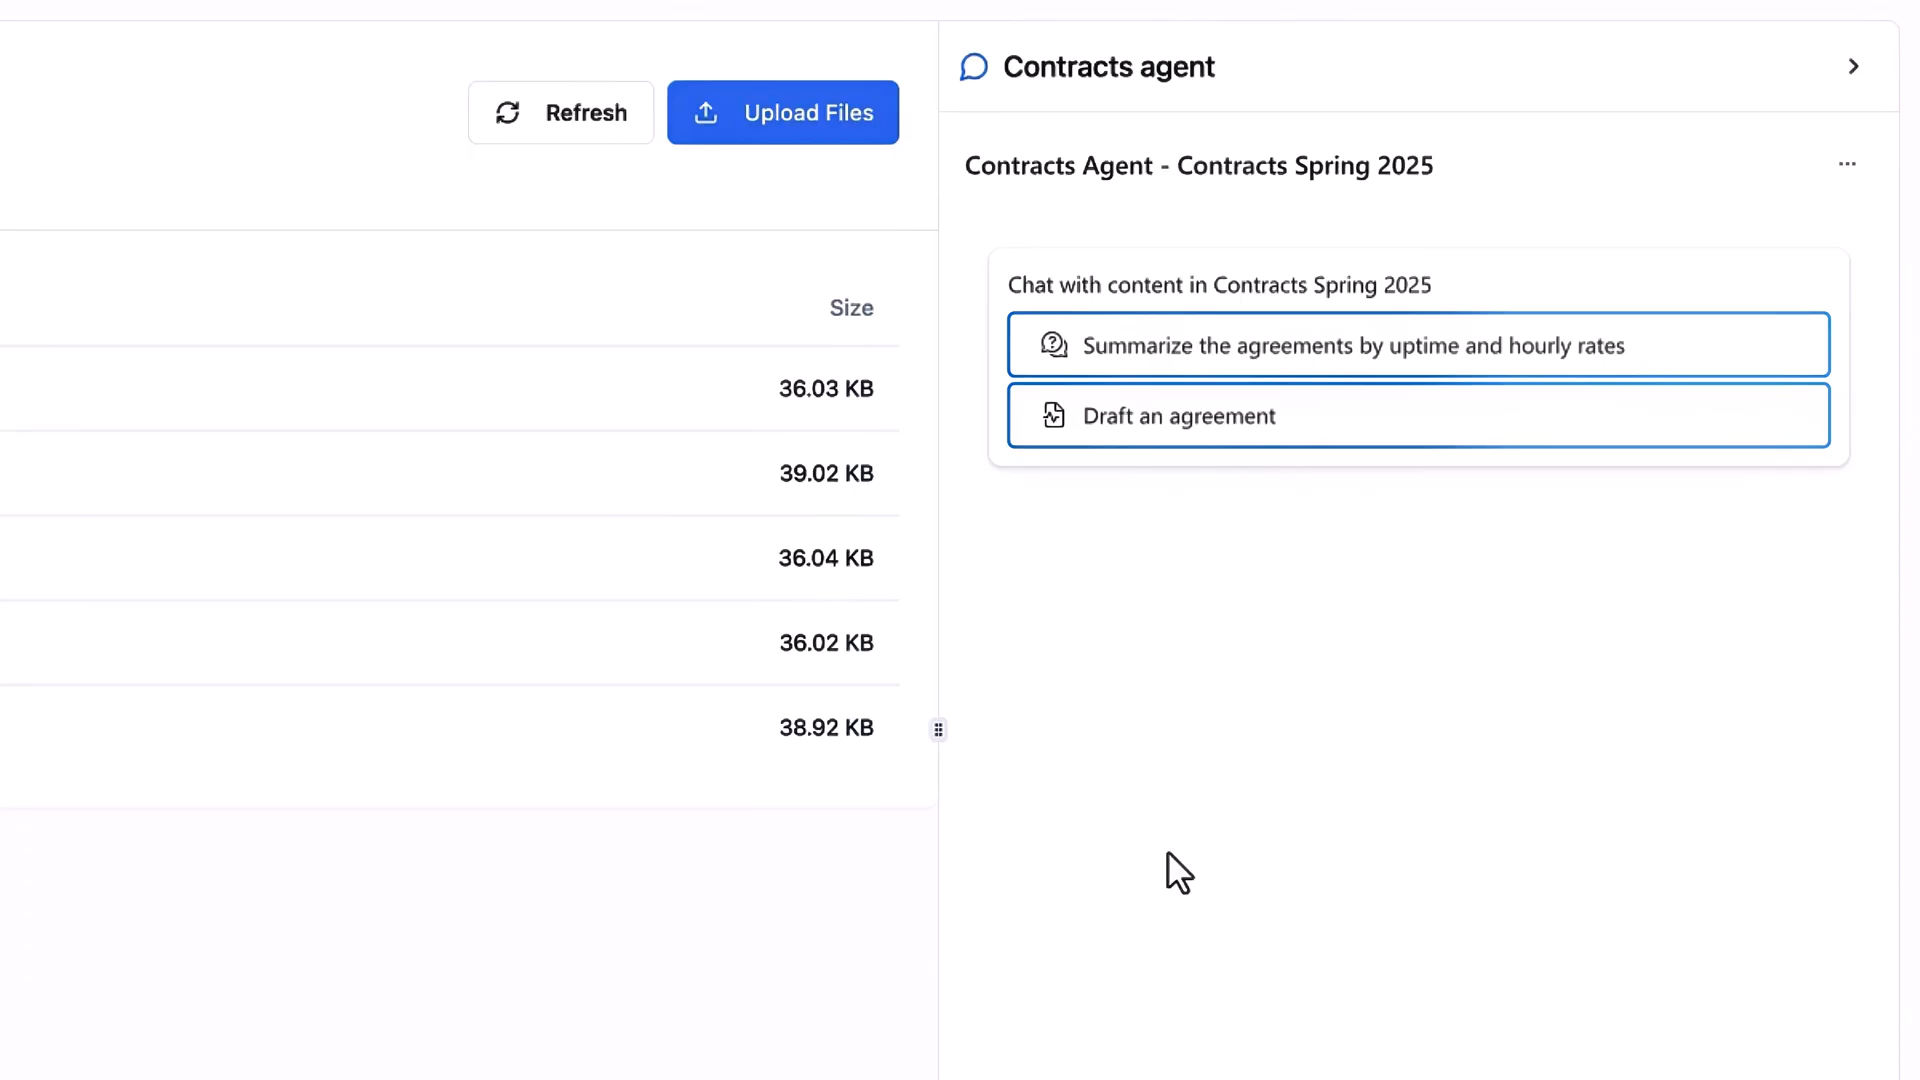 Refresh
Upload Files
Size
36.03 KB
39.02 KB
36.04 KB
36.02 KB
38.92 KB
Contracts agent
Contracts Agent - Contracts Spring 2025
Chat with content in Contracts Spring 2025
Summarize the agreements by uptime and hourly rates
Draft an agreement